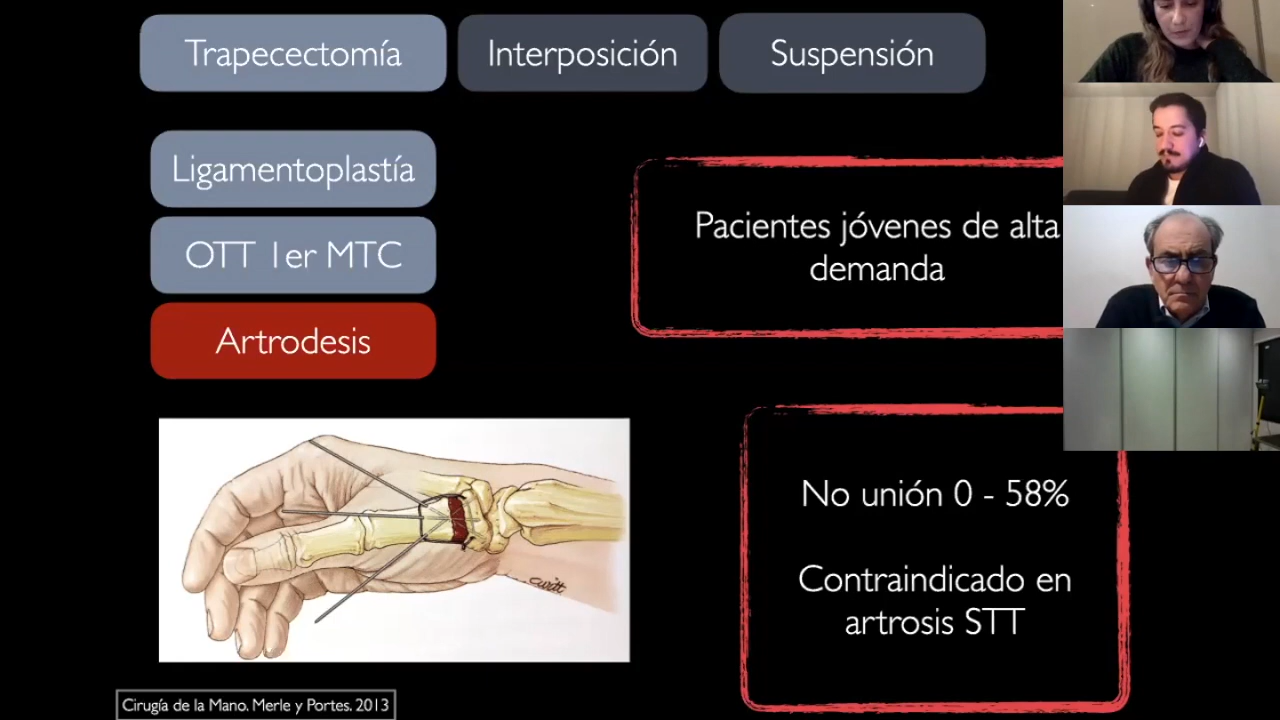 Trapecectomía
Interposición
Suspensión
Ligamentoplastía
OTT 1er MTC
Artrodesis
Pacientes jóvenes de alta
demanda
No unión 0 - 58%
Contraindicado en
artrosis STT
Cirugía de la Mano. Merle y Portes. 2013